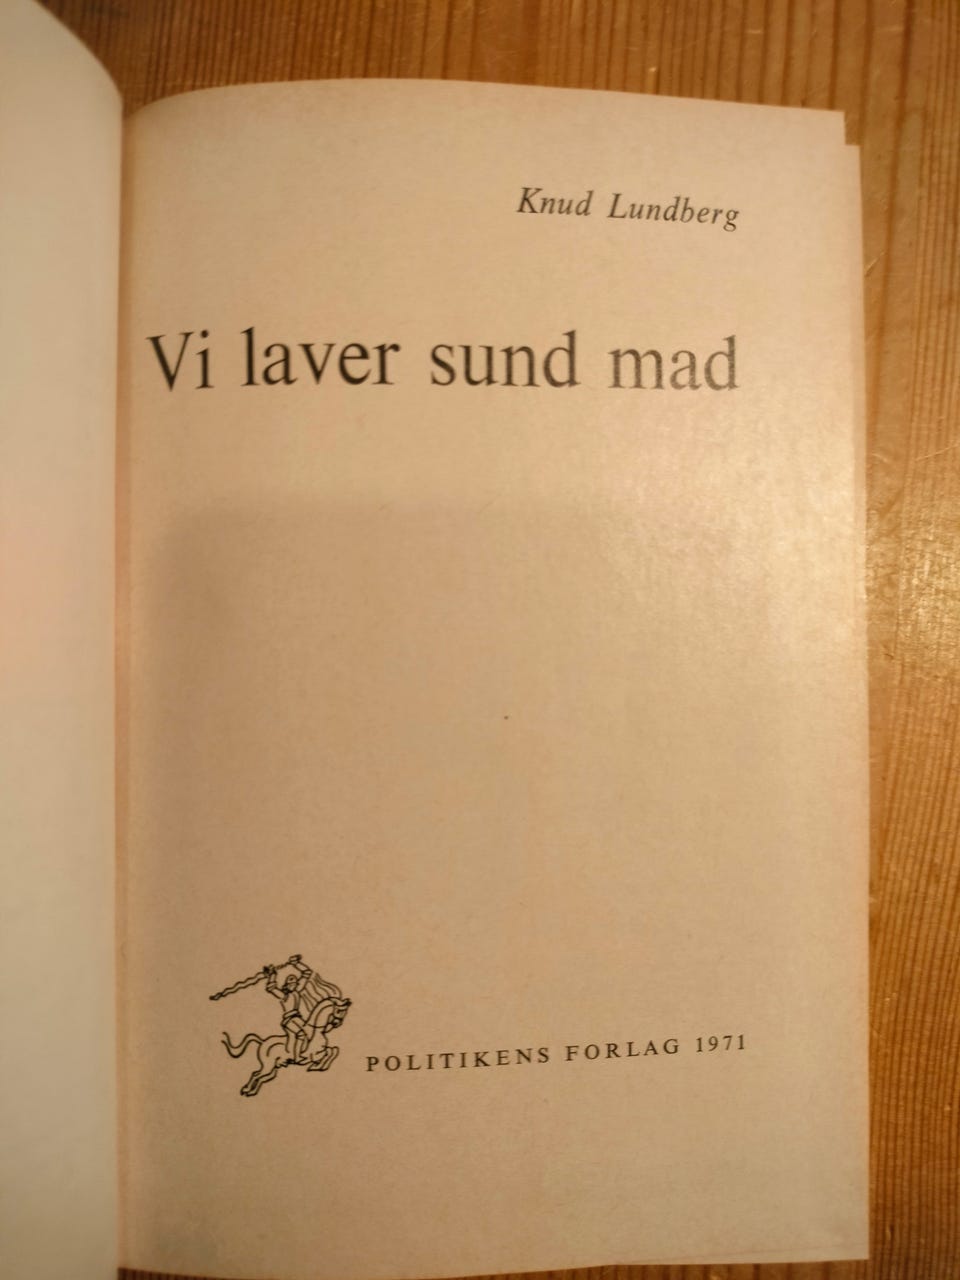 Knud Lundberg
Vi laver sund mad
POLITIKENS FORLAG 1971